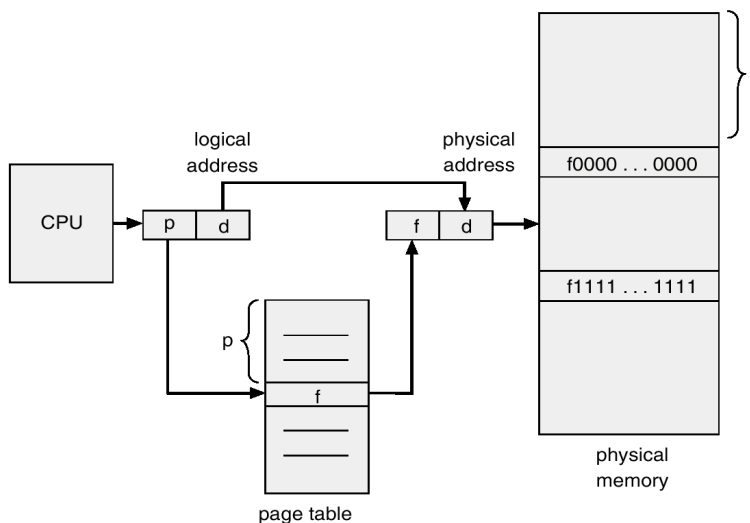 logical
address
physical
address
f0000 . . . 0000
CPU
p
d
f
d
f1111 . . . 1111
p
f
physical
memory
page table